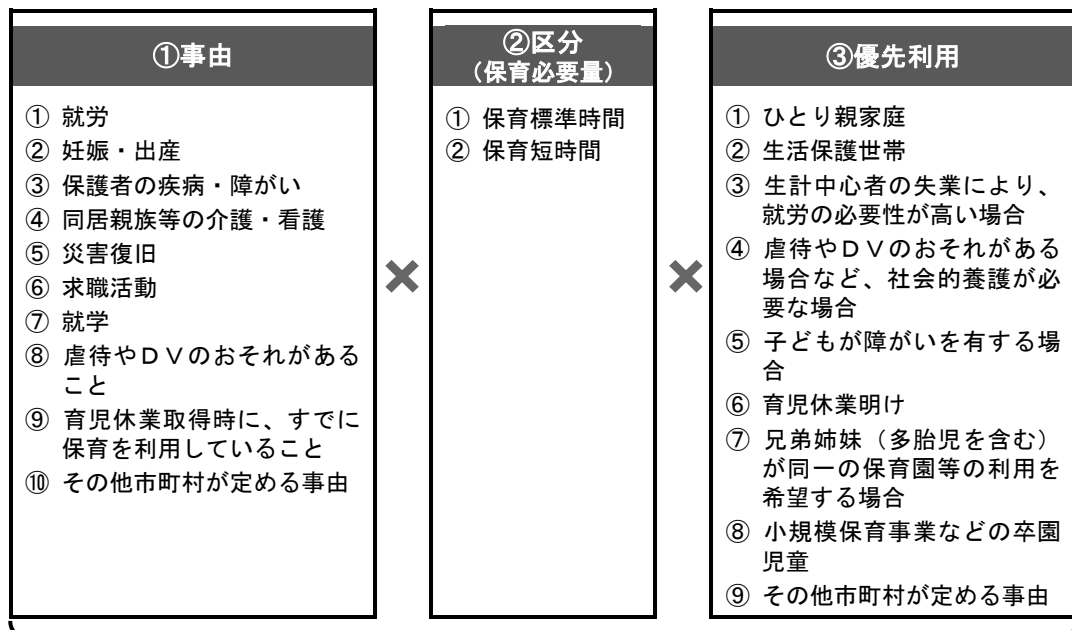 ①事由
① 就労
② 妊娠・出産
③ 保護者の疾病・障がい
④ 同居親族等の介護・看護
⑤ 災害復旧
⑥ 求職活動
⑦ 就学
⑧ 虐待やＤＶのおそれがある
こと
⑨ 育児休業取得時に、すでに
保育を利用していること
⑩ その他市町村が定める事由
×
②区分
（保育必要量）
① 保育標準時間
② 保育短時間
×
③優先利用
① ひとり親家庭
② 生活保護世帯
③ 生計中心者の失業により、
就労の必要性が高い場合
④ 虐待やＤＶのおそれがある
場合など、社会的養護が必
要な場合
⑤ 子どもが障がいを有する場
合
⑥ 育児休業明け
⑦ 兄弟姉妹（多胎児を含む）
が同一の保育園等の利用を
希望する場合
⑧ 小規模保育事業などの卒園
児童
⑨ その他市町村が定める事由